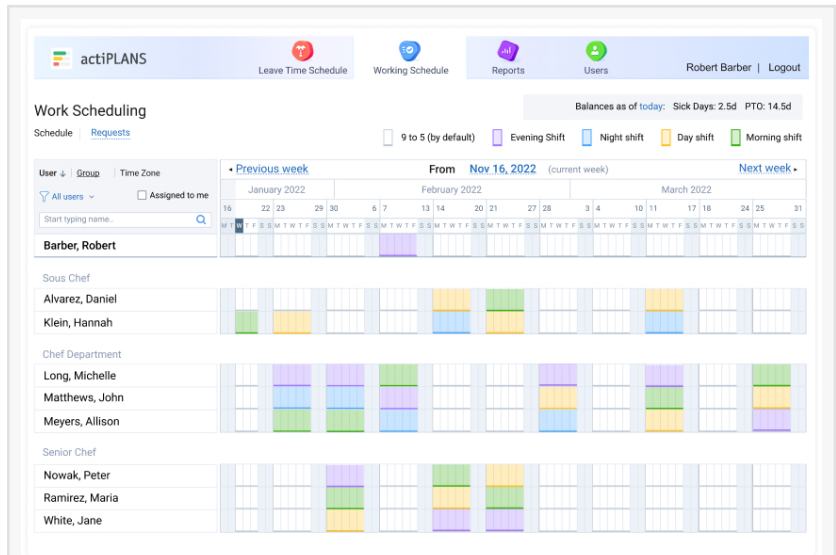 actiPLANS
Leave Time Schedule
Working Schedule
Reports
Users
Robert Barber | Logout
Work Scheduling
Balances as of today: Sick Days: 2.5d PTO: 14.5d
Schedule Requests
9 to 5 (by default) Evening Shift Night shift Day shift Morning shift
User ↓ Group Time Zone
Previous week From Nov 16, 2022 (current week) Next week
All users Assigned to me
January 2022 February 2022 March 2022
Start typing name..
16 22 23 29 30 6 7 13 14 20 21 27 28 3 4 10 11 17 18 24 25 31
M T W T F S S M T W T F S S M T W T F S S M T W T F S S M T W T F S S M T W T F S S M T W T F S S M T W T F S S M T W T F S S M T W T F S S M T W T F S S
Barber, Robert
Sous Chef
Alvarez, Daniel
Klein, Hannah
Chef Department
Long, Michelle
Matthews, John
Meyers, Allison
Senior Chef
Nowak, Peter
Ramirez, Maria
White, Jane